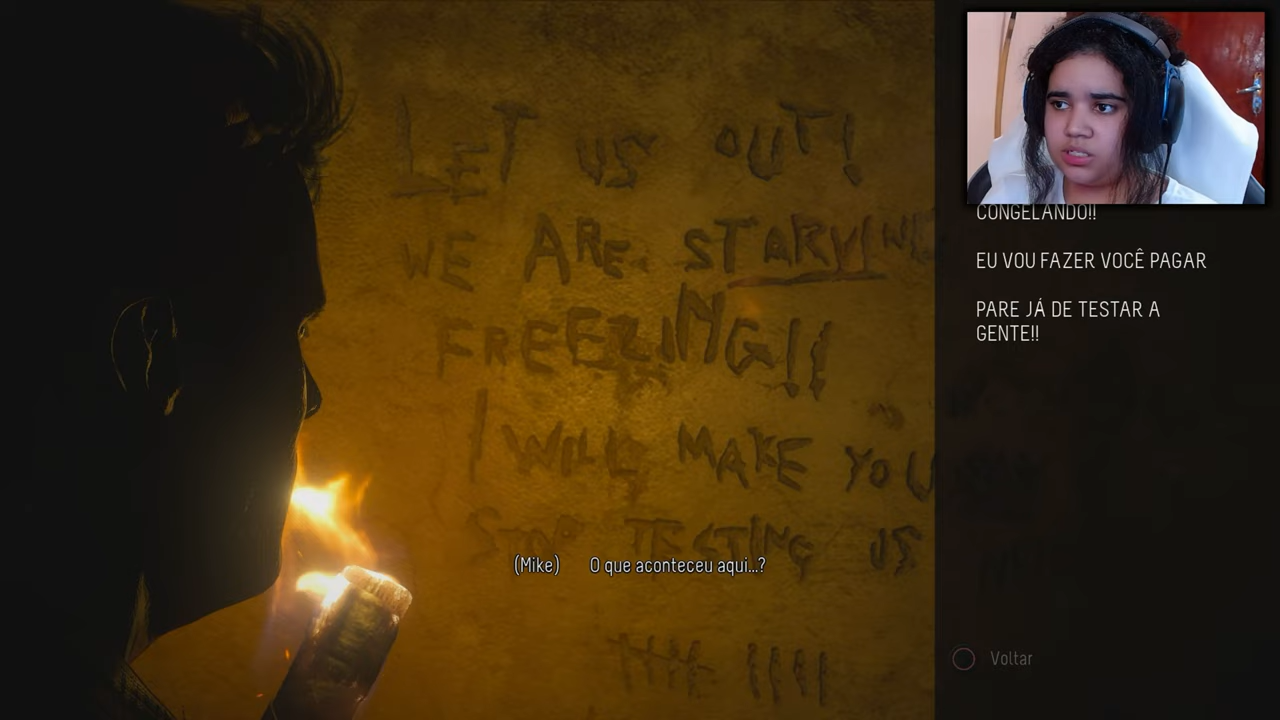 LET US OUT!
WE ARE STARVING
FREEZING!!
I WILL MAKE YOU
STOP TESTING US
(Mike) O que aconteceu aqui...?
CONGELANDO!!
EU VOU FAZER VOCÊ PAGAR
PARE JÁ DE TESTAR A
GENTE!!
Voltar